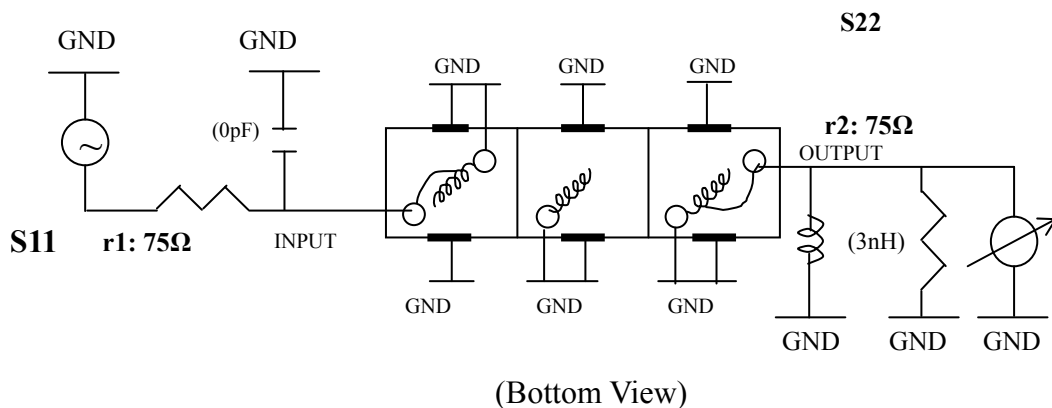 S22
GND
GND
GND
GND
GND
(0pF)
r2: 75Ω
OUTPUT
S11
r1: 75Ω
INPUT
(3nH)
GND
GND
GND
GND
GND
GND
(Bottom View)